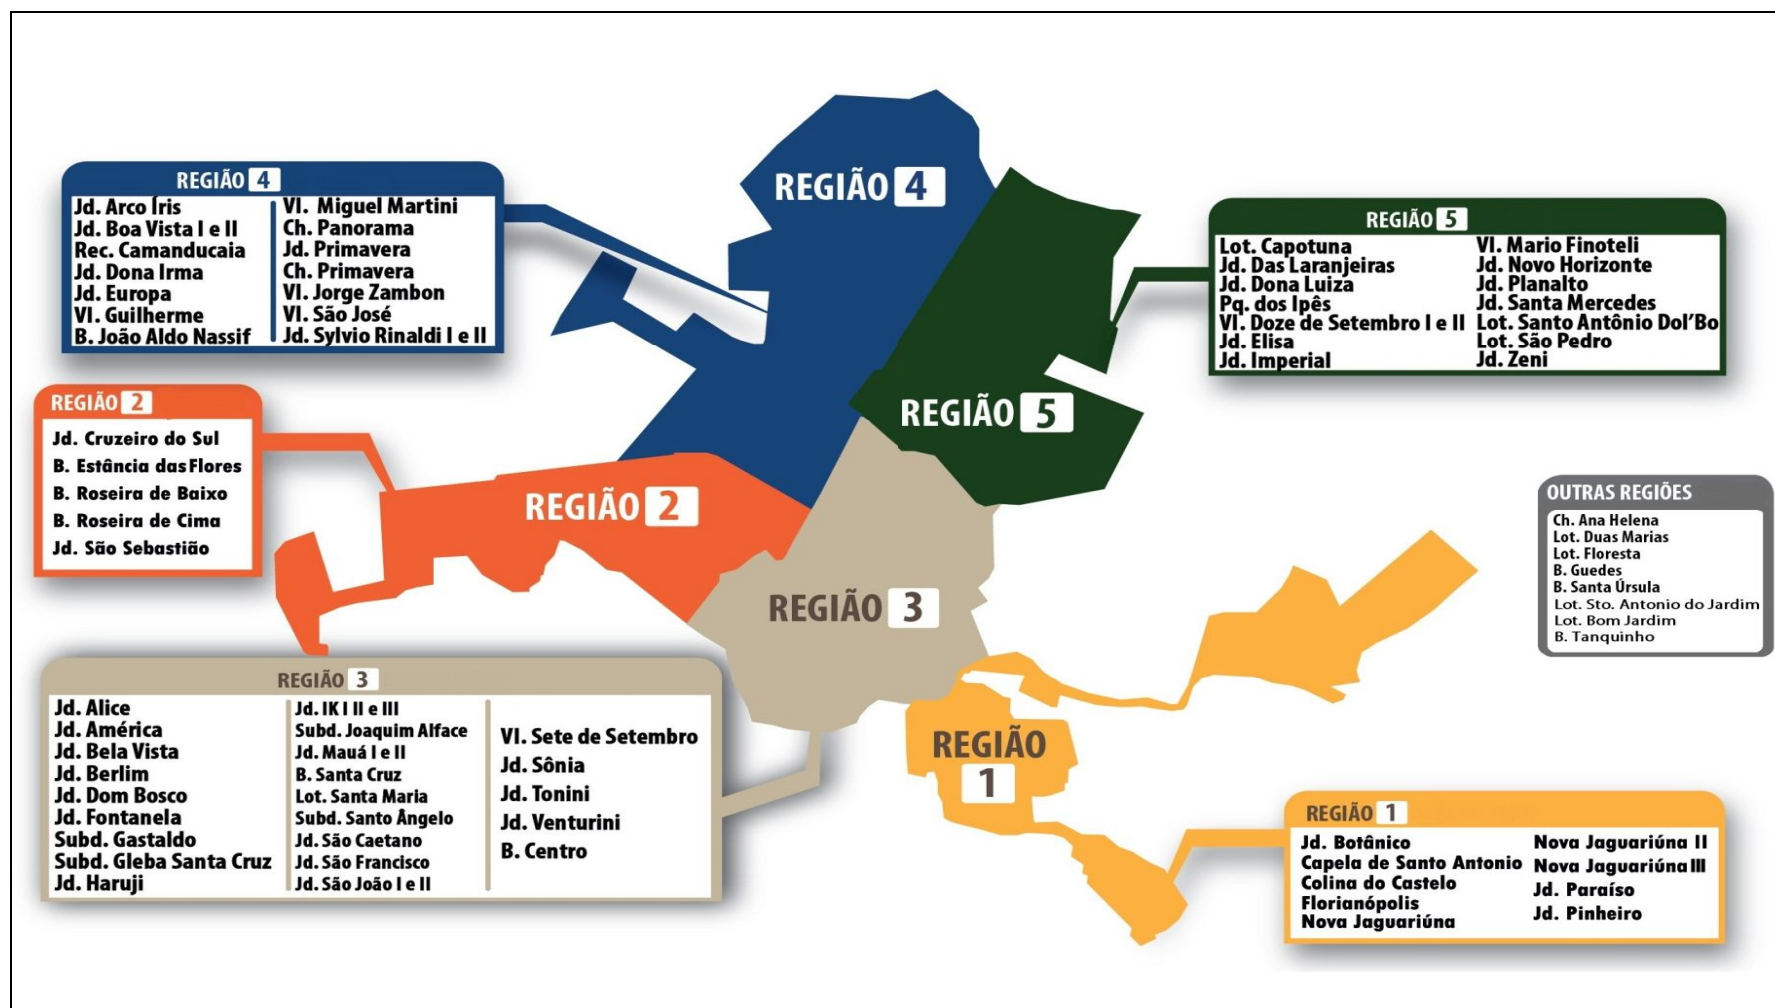 REGIÃO 4
REGIÃO 4
Jd. Arco Íris
Jd. Boa Vista I e II
Rec. Camanducaia
Jd. Dona Irma
Jd. Europa
VI. Guilherme
B. João Aldo Nassif
VI. Miguel Martini
Ch. Panorama
Jd. Primavera
Ch. Primavera
VI. Jorge Zambon
VI. São José
Jd. Sylvio Rinaldi I e II
REGIÃO 5
Lot. Capotuna
Jd. Das Laranjeiras
Jd. Dona Luiza
Pq. dos Ipês
VI. Doze de Setembro I e II
Jd. Elisa
Jd. Imperial
VI. Mario Finoteli
Jd. Novo Horizonte
Jd. Planalto
Jd. Santa Mercedes
Lot. Santo Antônio Dol'Bo
Lot. São Pedro
Jd. Zeni
REGIÃO 5
REGIÃO 2
Jd. Cruzeiro do Sul
B. Estância das Flores
B. Roseira de Baixo
B. Roseira de Cima
Jd. São Sebastião
REGIÃO 2
OUTRAS REGIÕES
Ch. Ana Helena
Lot. Duas Marias
Lot. Floresta
B. Guedes
B. Santa Úrsula
Lot. Sto. Antonio do Jardim
Lot. Bom Jardim
B. Tanquinho
REGIÃO 3
REGIÃO 3
Jd. Alice
Jd. América
Jd. Bela Vista
Jd. Berlim
Jd. Dom Bosco
Jd. Fontanela
Subd. Gastaldo
Subd. Gleba Santa Cruz
Jd. Haruji
Jd. IK I II e III
Subd. Joaquim Alface
Jd. Mauá I e II
B. Santa Cruz
Lot. Santa Maria
Subd. Santo Ângelo
Jd. São Caetano
Jd. São Francisco
Jd. São João I e II
VI. Sete de Setembro
Jd. Sônia
Jd. Tonini
Jd. Venturini
B. Centro
REGIÃO
1
REGIÃO 1
Jd. Botânico
Capela de Santo Antonio
Colina do Castelo
Florianópolis
Nova Jaguariúna
Nova Jaguariúna II
Nova Jaguariúna III
Jd. Paraíso
Jd. Pinheiro